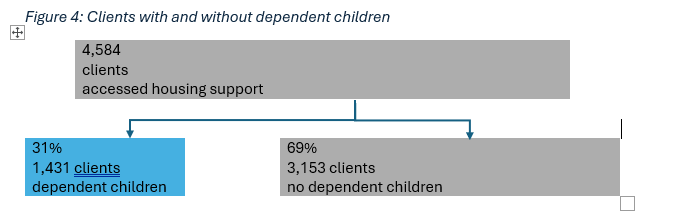 Figure 4: Clients with and without dependent children
4,584
clients
accessed housing support
31%
1,431 clients
dependent children
69%
3,153 clients
no dependent children